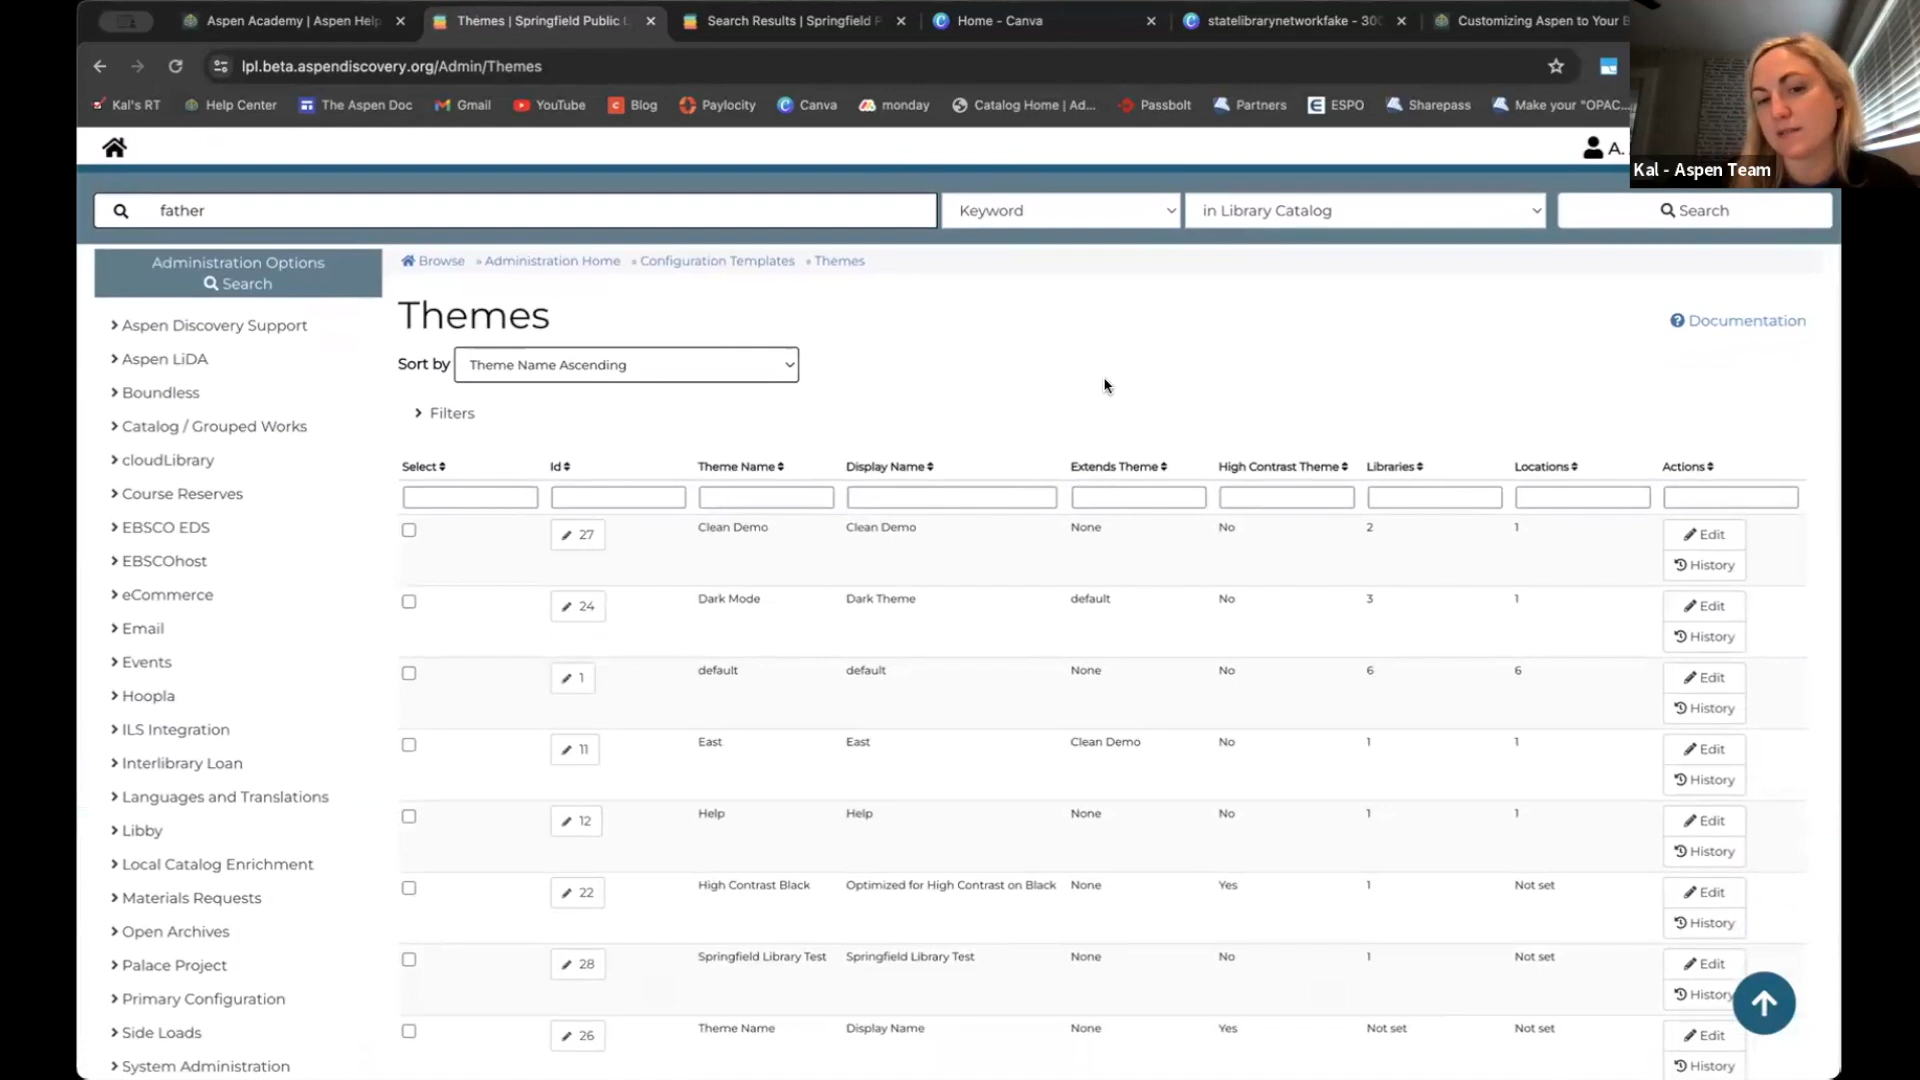 Aspen Academy | Aspen Help
Themes | Springfield Public L
Search Results | Springfield P
Home - Canva
statelibrarynetworkfake - 300
Customizing Aspen to Your B
lpl.beta.aspendiscovery.org/Admin/Themes
Kal's RT
Help Center
The Aspen Doc
Gmail
YouTube
Blog
Paylocity
Canva
monday
Catalog Home | Ad...
Passbolt
Partners
ESPO
Sharepass
Make your "OPAC...
A.
Kal - Aspen Team
father
Keyword
in Library Catalog
Search
Administration Options
Search
Aspen Discovery Support
Aspen LiDA
Boundless
Catalog / Grouped Works
cloudLibrary
Course Reserves
EBSCO EDS
EBSCOhost
eCommerce
Email
Events
Hoopla
ILS Integration
Interlibrary Loan
Languages and Translations
Libby
Local Catalog Enrichment
Materials Requests
Open Archives
Palace Project
Primary Configuration
Side Loads
System Administration
Browse » Administration Home » Configuration Templates » Themes
Themes
Documentation
Sort by Theme Name Ascending
Filters
Select Id Theme Name Display Name Extends Theme High Contrast Theme Libraries Locations Actions
27 Clean Demo Clean Demo None No 2 1 Edit
History
24 Dark Mode Dark Theme default No 3 1 Edit
History
1 default default None No 6 6 Edit
History
11 East East Clean Demo No 1 1 Edit
History
12 Help Help None No 1 1 Edit
History
22 High Contrast Black Optimized for High Contrast on Black None Yes 1 Not set Edit
History
28 Springfield Library Test Springfield Library Test None No 1 Not set Edit
History
26 Theme Name Display Name None Yes Not set Not set Edit
History